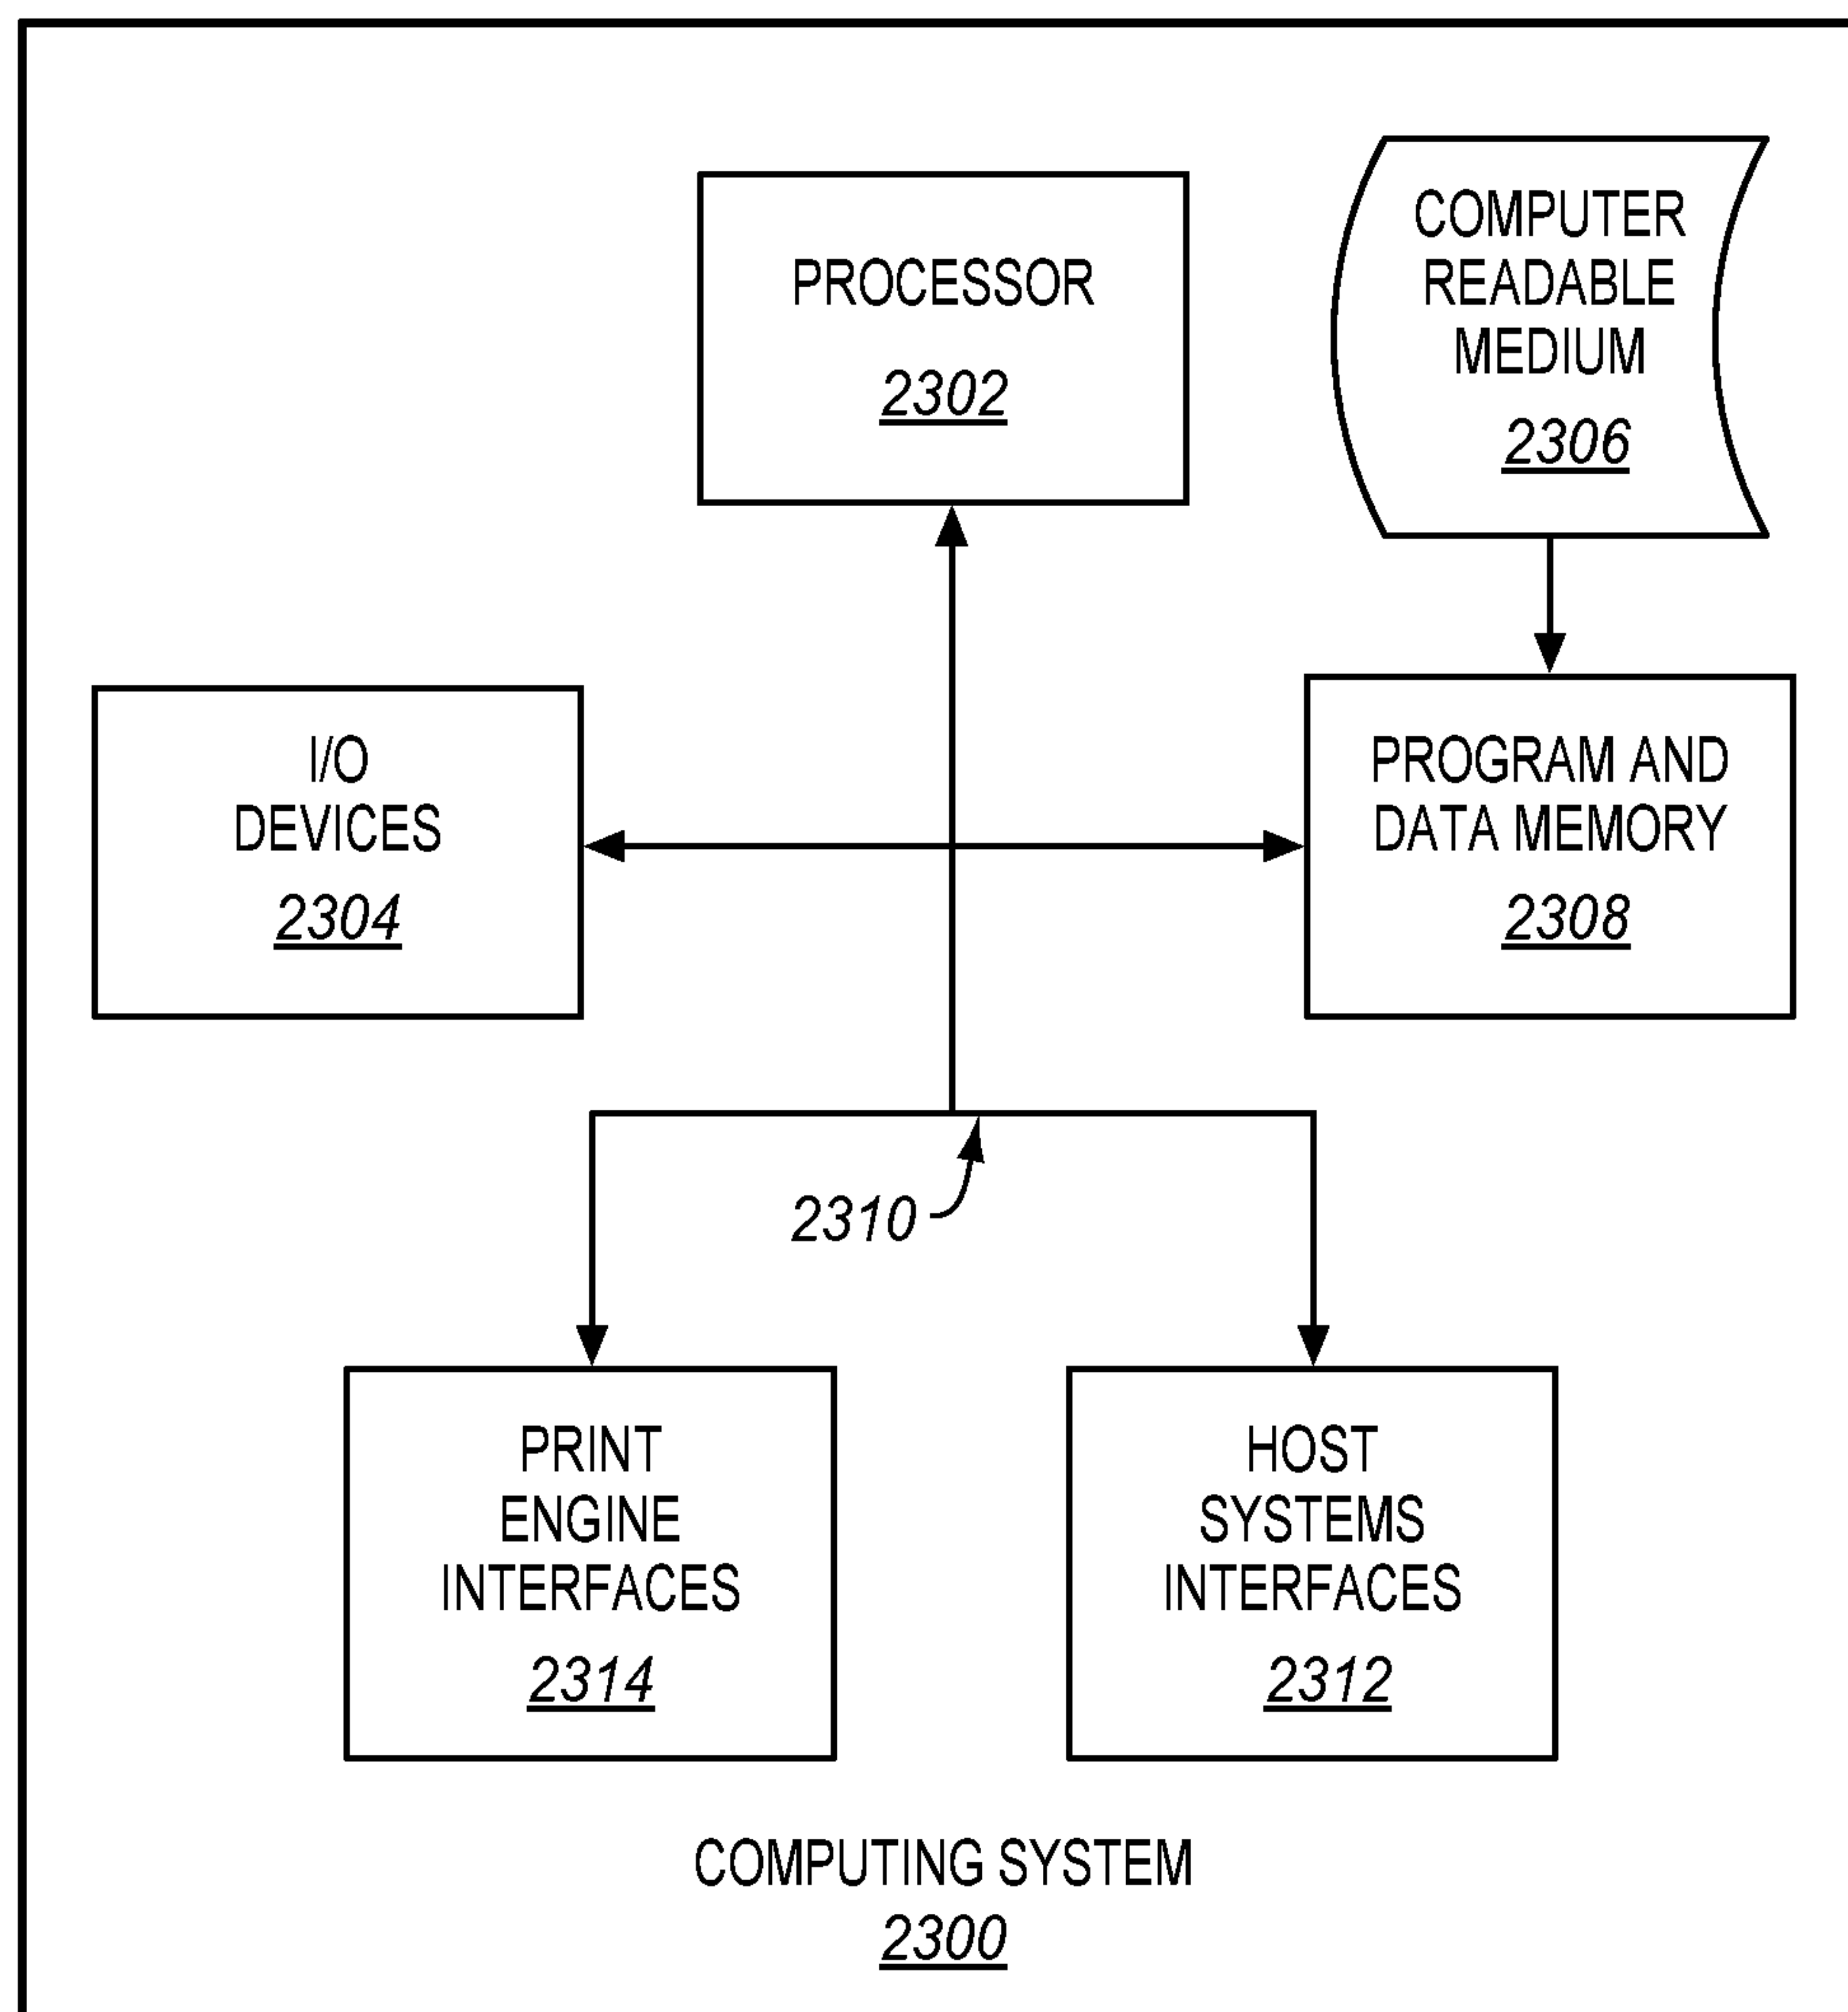 PROCESSOR
2302
COMPUTER
READABLE
MEDIUM
2306
I/O
DEVICES
2304
PROGRAM AND
DATA MEMORY
2308
2310
PRINT
ENGINE
INTERFACES
2314
HOST
SYSTEMS
INTERFACES
2312
COMPUTING SYSTEM
2300